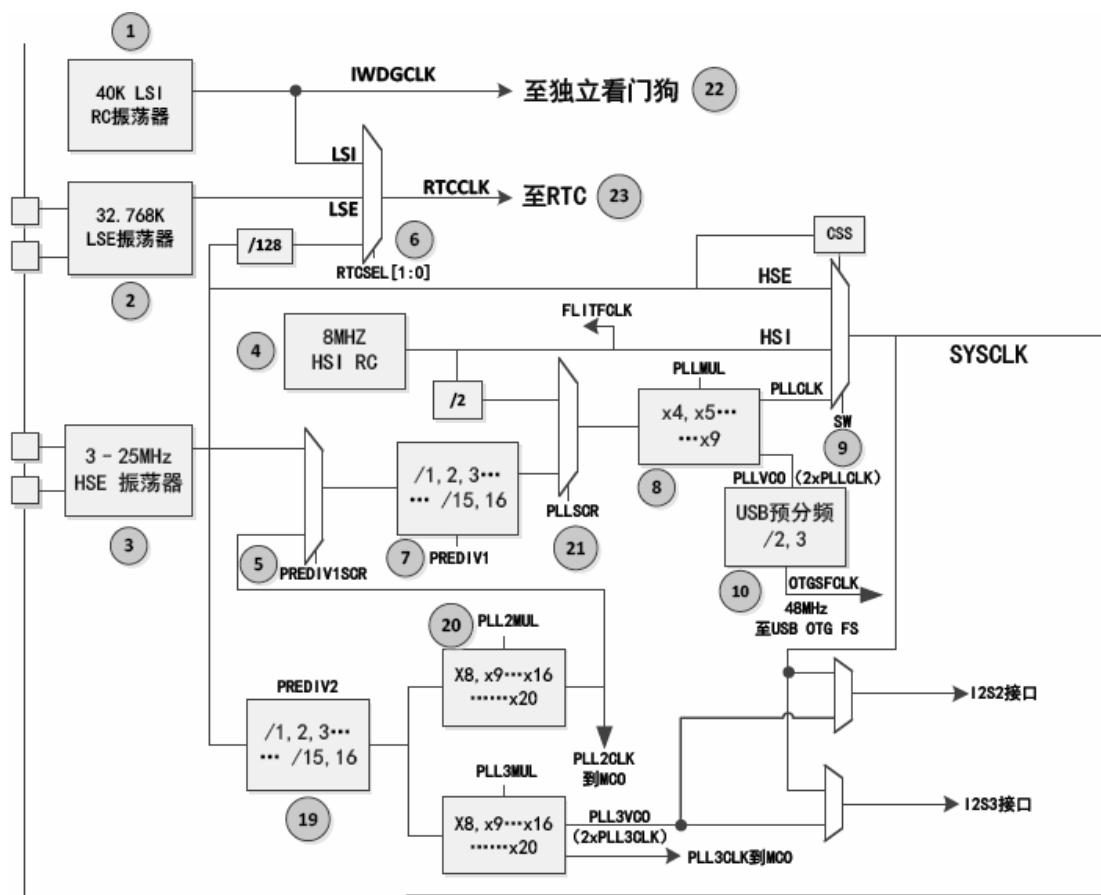 1
40K LSI
RC振荡器
IWDGCLK
至独立看门狗
22
LSI
RTCCLK
至RTC
23
LSE
32.768K
LSE振荡器
2
/128
6
RTCSEL[1:0]
CSS
HSE
FLITFCLK
4
8MHZ
HSI RC
HSI
SYSCLK
/2
PLLMUL
x4, x5…
…x9
PLLCLK
SW
9
8
3-25MHz
HSE 振荡器
3
5
PREDIV1SCR
/1, 2, 3…
… /15, 16
7
PREDIV1
PLLSCR
21
PLLVCO (2xPLLCLK)
USB预分频
/2, 3
10
OTGSFCLK
48MHz
至USB OTG FS
20
PLL2MUL
X8, x9…x16
……x20
PREDIV2
/1, 2, 3…
… /15, 16
19
PLL2CLK
到MCO
I2S2接口
PLL3MUL
X8, x9…x16
……x20
PLL3VCO
(2xPLL3CLK)
PLL3CLK到MCO
I2S3接口